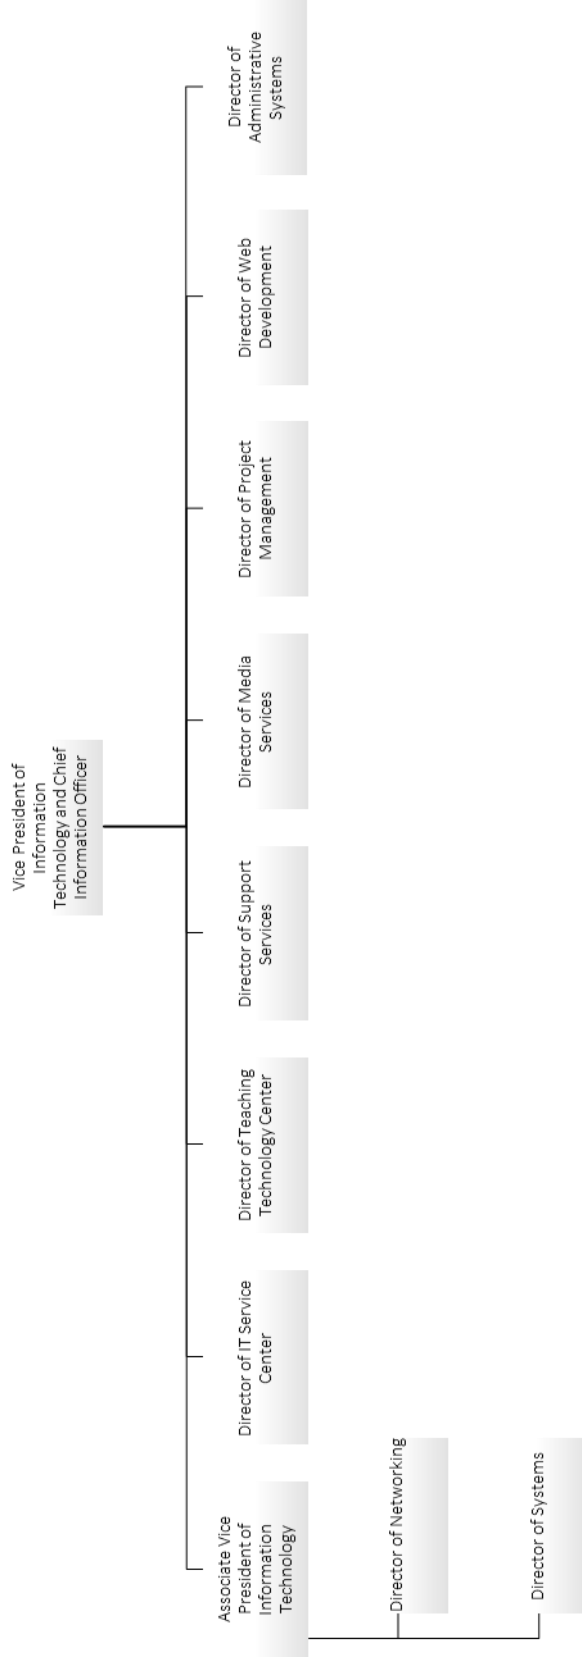 Vice President of
Information
Technology and Chief
Information Officer
Associate Vice
President of
Information
Technology
Director of IT Service
Center
Director of Teaching
Technology Center
Director of Support
Services
Director of Media
Services
Director of Project
Management
Director of Web
Development
Director of
Administrative
Systems
Director of Networking
Director of Systems